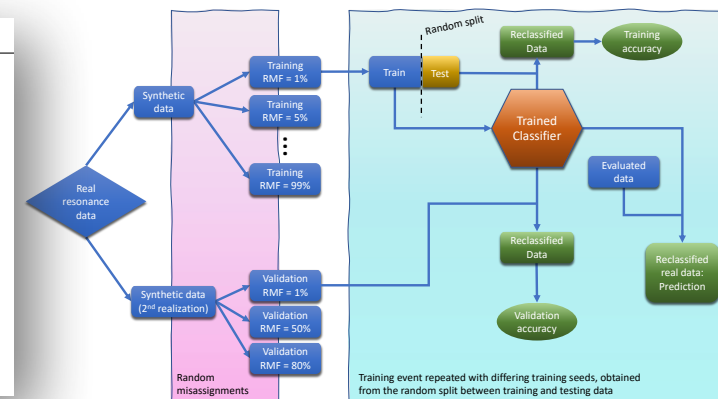 Random split
Reclassified
Data
Training
accuracy
Training
RMF = 1%
Train
Test
Synthetic
data
Training
RMF = 5%
Trained
Classifier
Training
RMF = 99%
Evaluated
data
Real
resonance
data
Reclassified
Data
Reclassified
real data:
Prediction
Synthetic data
(2nd realization)
Validation
RMF = 1%
Validation
RMF = 50%
Validation
accuracy
Validation
RMF = 80%
Random
misassignments
Training event repeated with differing training seeds, obtained
from the random split between training and testing data